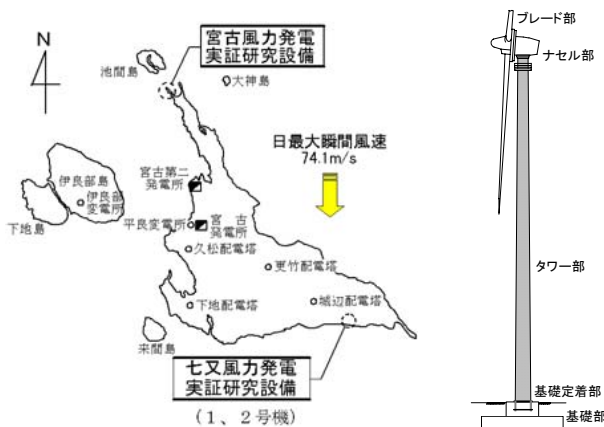 N
宮古風力発電
実証研究設備
池間島
大神島
日最大瞬間風速
74.1m/s
宮古第二
発電所
伊良部島
伊良部
変電所
下地島
平良変電所
宮古
発電所
久松配電塔
更竹配電塔
下地配電塔
城辺配電塔
来間島
七又風力発電
実証研究設備
(1、2号機)
ブレード部
ナセル部
タワー部
基礎定着部
基礎部